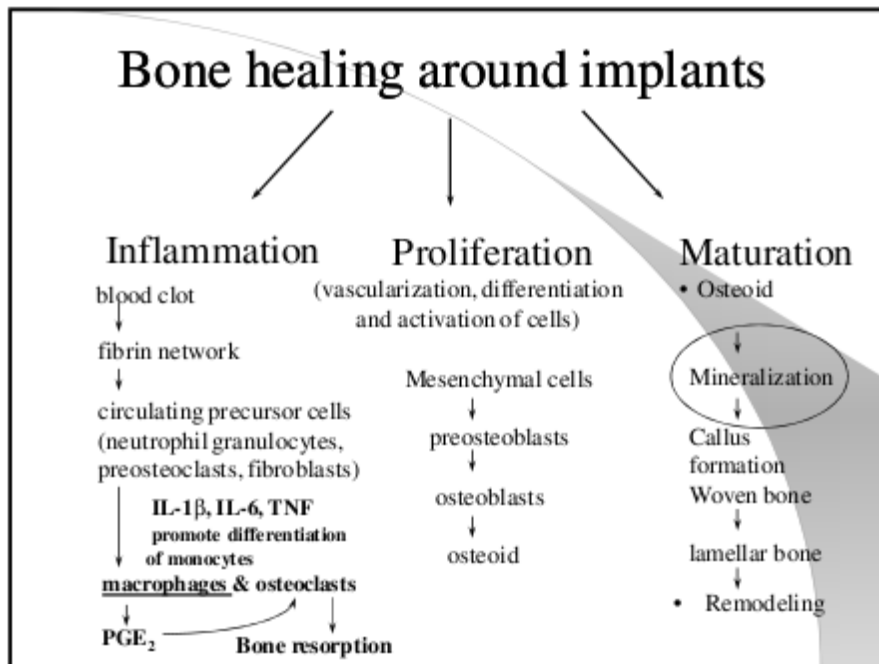 Bone healing around implants
Inflammation
blood clot
fibrin network
circulating precursor cells
(neutrophil granulocytes,
preosteoclasts, fibroblasts)
IL-1β, IL-6, TNF
promote differentiation
of monocytes
macrophages & osteoclasts
PGE₂
Bone resorption
Proliferation
(vascularization, differentiation
and activation of cells)
Mesenchymal cells
preosteoblasts
osteoblasts
osteoid
Maturation
• Osteoid
Mineralization
Callus
formation
Woven bone
lamellar bone
• Remodeling